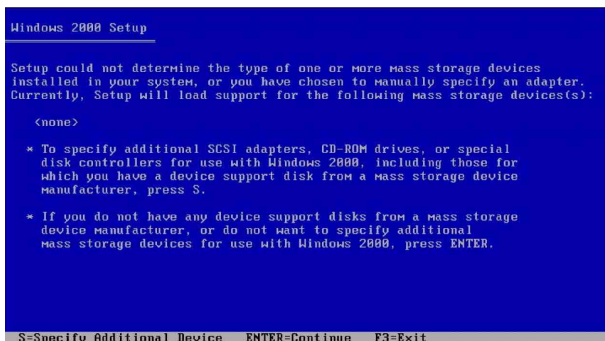 Windows 2000 Setup
Setup could not determine the type of one or more mass storage devices
installed in your system, or you have chosen to manually specify an adapter.
Currently, Setup will load support for the following mass storage devices(s):
<none>
* To specify additional SCSI adapters, CD-ROM drives, or special
disk controllers for use with Windows 2000, including those for
which you have a device support disk from a mass storage device
manufacturer, press S.
* If you do not have any device support disks from a mass storage
device manufacturer, or do not want to specify additional
mass storage devices for use with Windows 2000, press ENTER.
S=Specify Additional Device   ENTER=Continue   F3=Exit